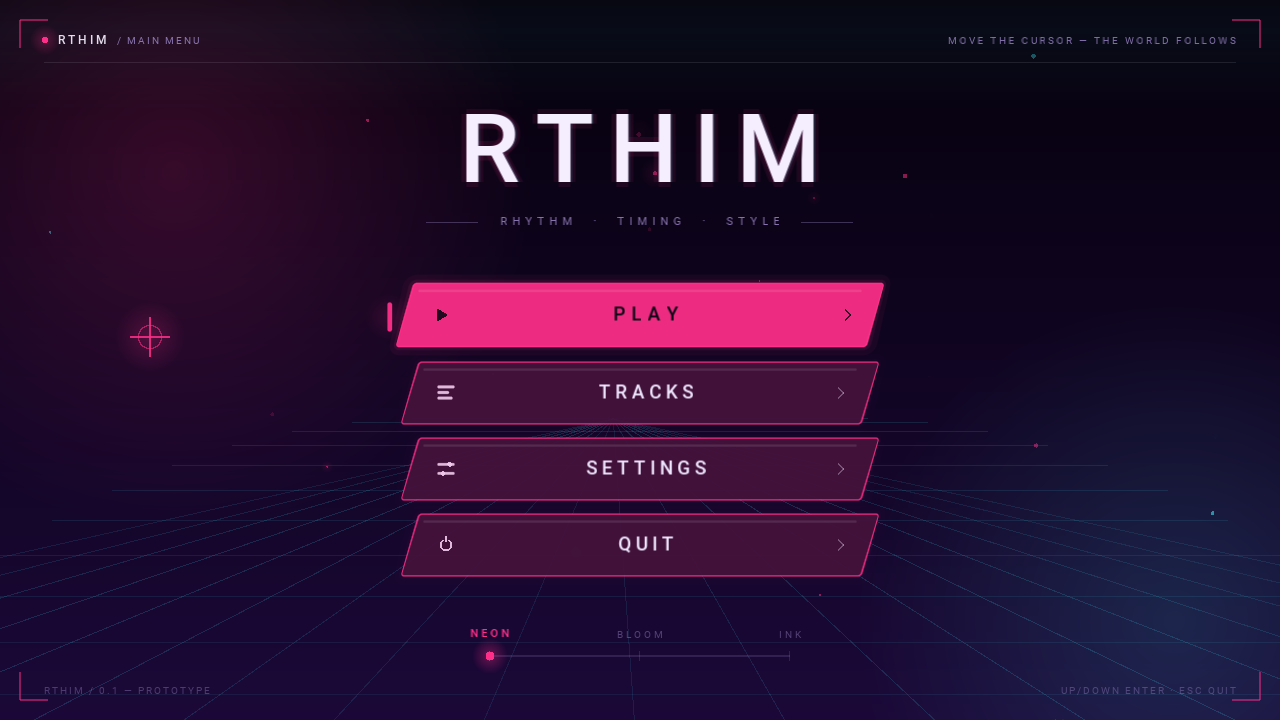 RTHIM / MAIN MENU
MOVE THE CURSOR — THE WORLD FOLLOWS
RTHIM
RHYTHM · TIMING · STYLE
PLAY
TRACKS
SETTINGS
QUIT
NEON BLOOM INK
RTHIM / 0.1 — PROTOTYPE
UP/DOWN ENTER · ESC QUIT